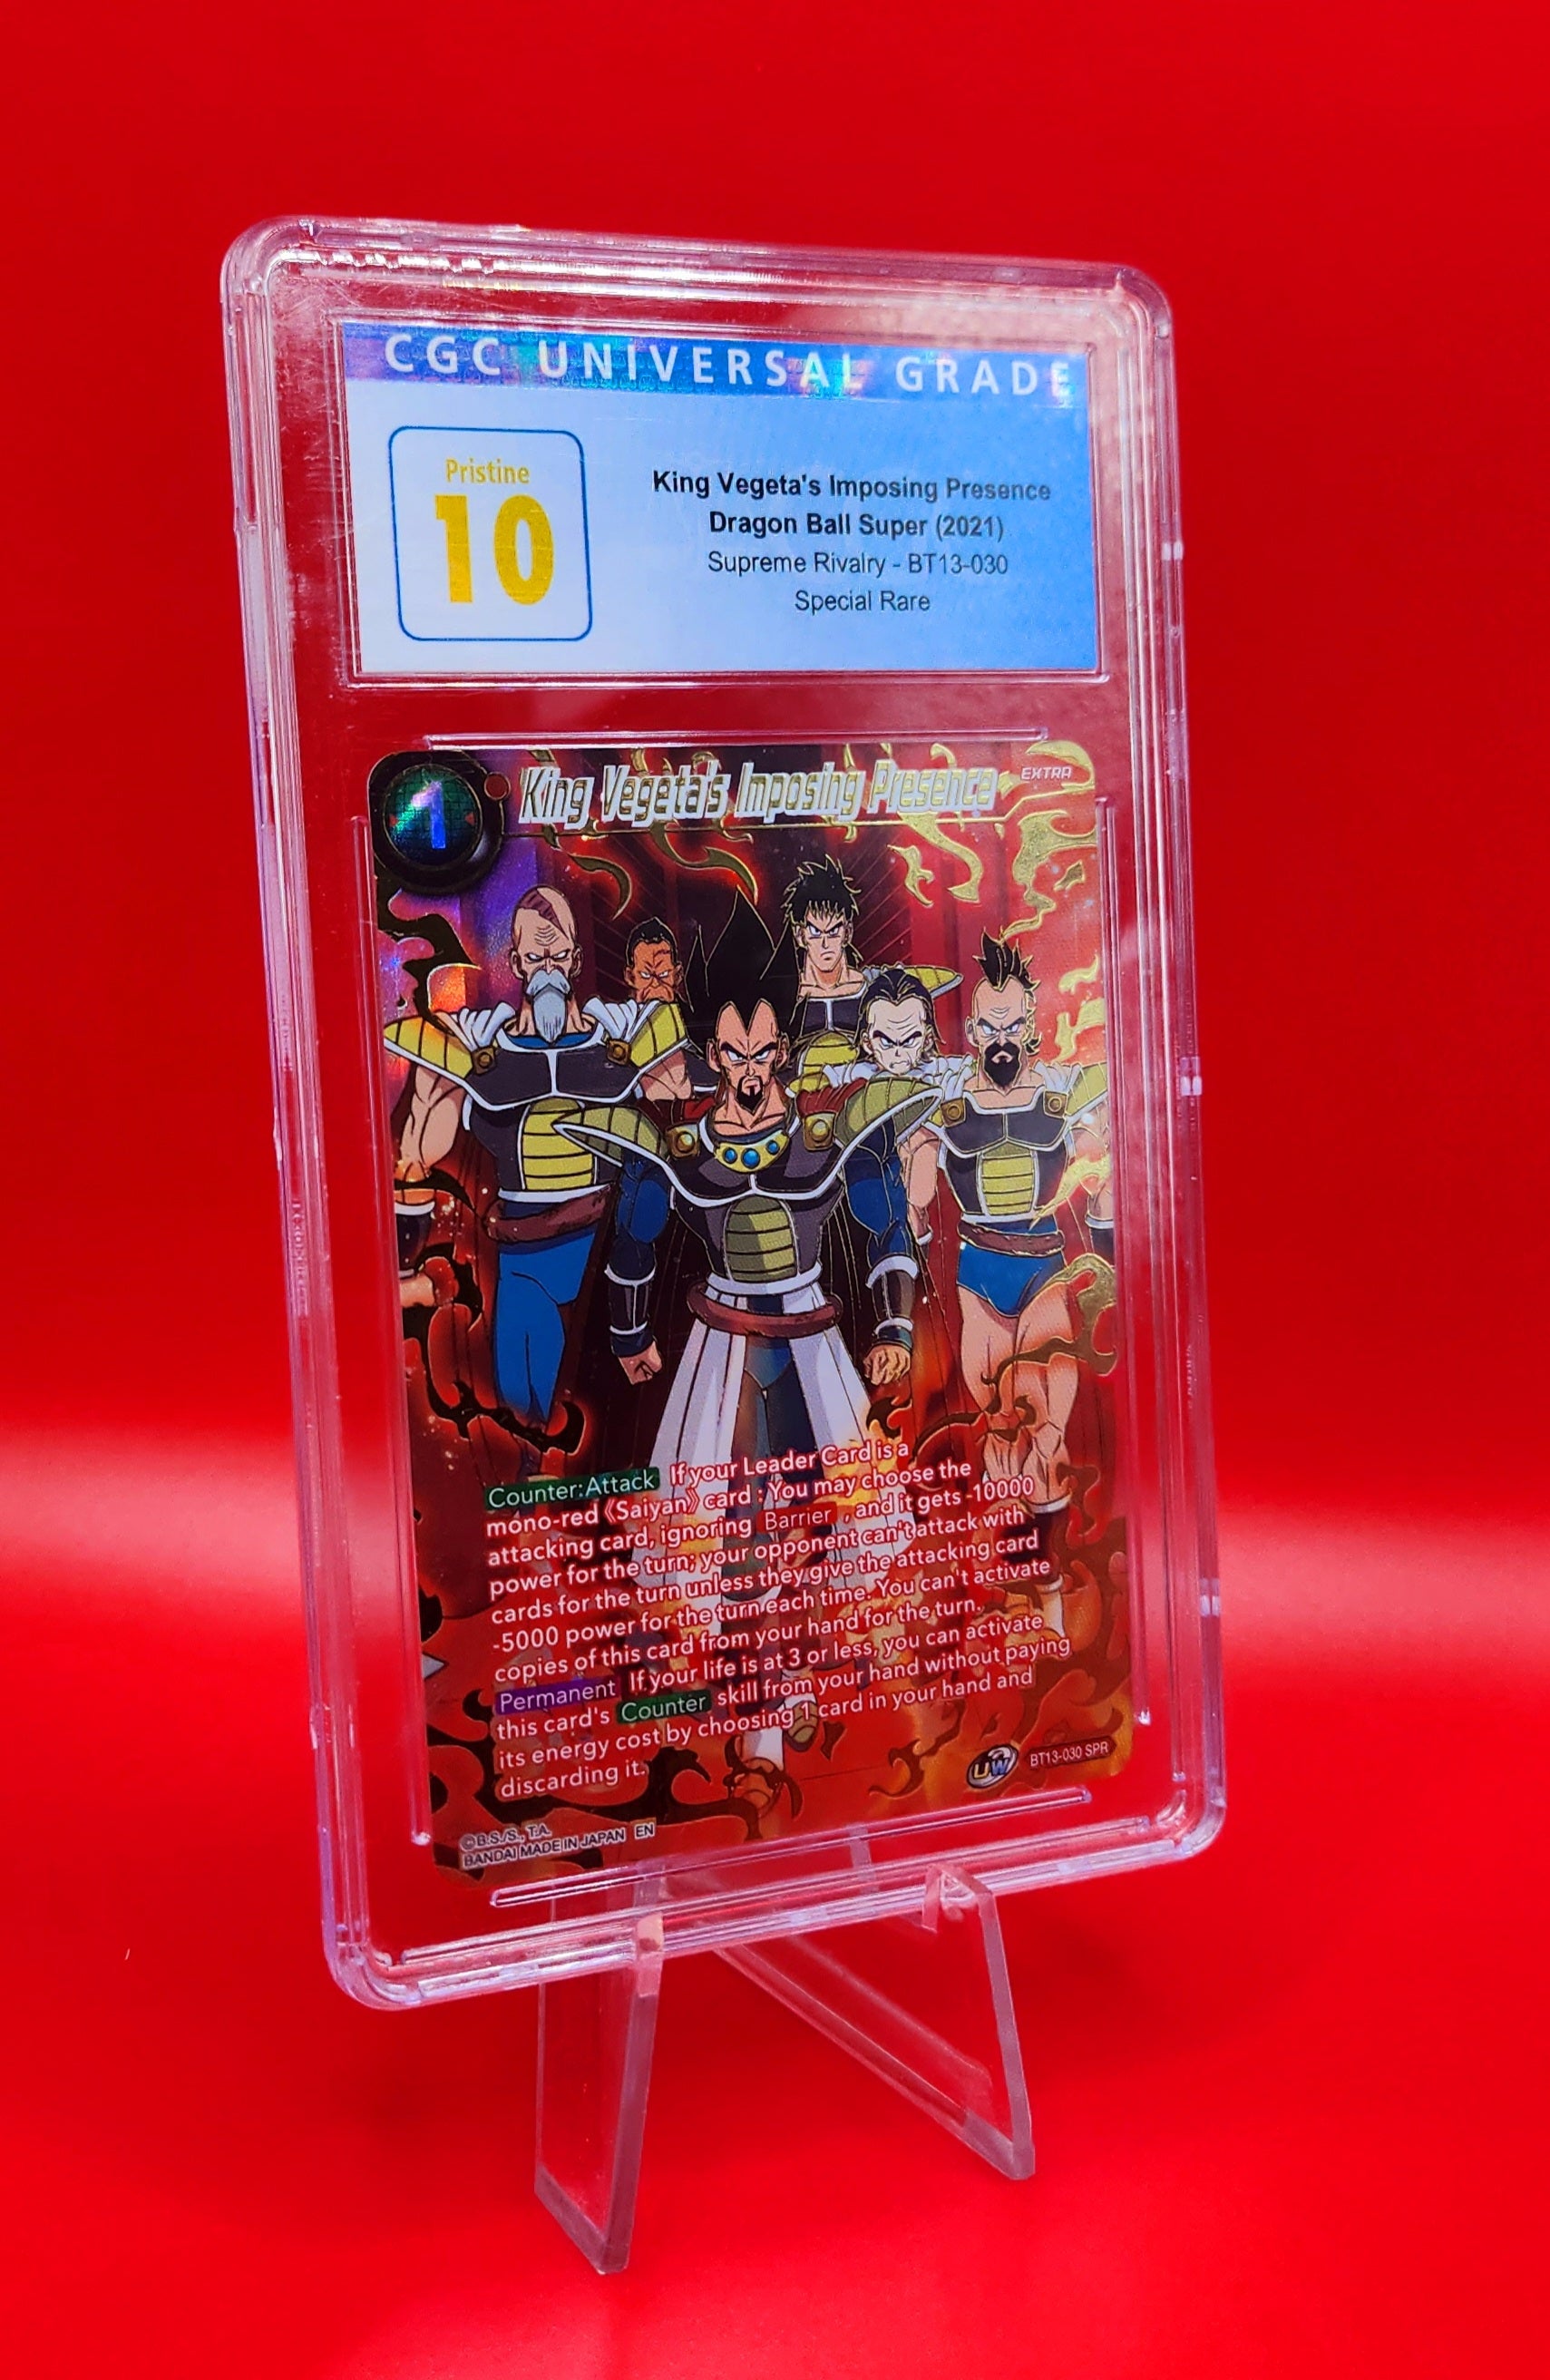 CGC UNIVERSAL GRADE
Pristine
10
King Vegeta's Imposing Presence
Dragon Ball Super (2021)
Supreme Rivalry - BT13-030
Special Rare
1
King Vegeta's Imposing Presence
EXTRA
Counter:Attack If your Leader Card is a
mono-red《Saiyan》card : You may choose the
attacking card, ignoring Barrier , and it gets -10000
power for the turn; your opponent can't attack with
cards for the turn unless they give the attacking card
-5000 power for the turn each time. You can't activate
copies of this card from your hand for the turn.
Permanent If your life is at 3 or less, you can activate
this card's Counter skill from your hand without paying
its energy cost by choosing 1 card in your hand and
discarding it.
UW
BT13-030 SPR
©B.S./S., T.A.
BANDAI MADE IN JAPAN EN